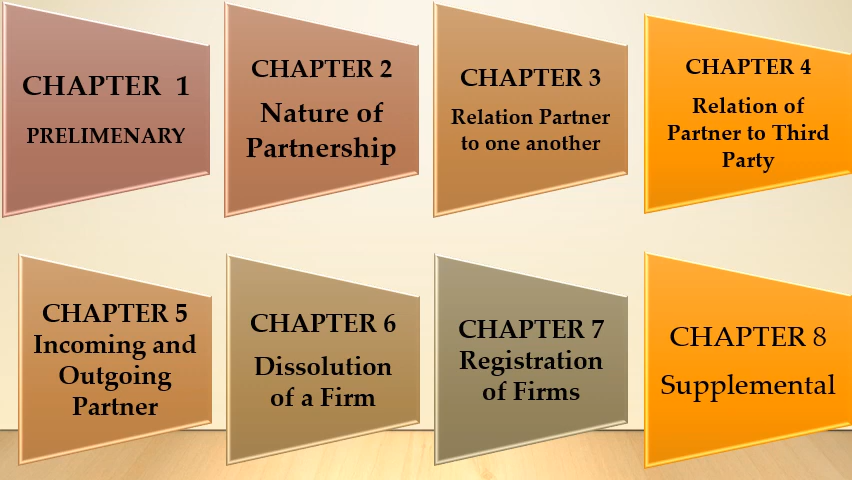 CHAPTER 1
PRELIMENARY
CHAPTER 2
Nature of
Partnership
CHAPTER 3
Relation Partner
to one another
CHAPTER 4
Relation of
Partner to Third
Party
CHAPTER 5
Incoming and
Outgoing
Partner
CHAPTER 6
Dissolution
of a Firm
CHAPTER 7
Registration
of Firms
CHAPTER 8
Supplemental